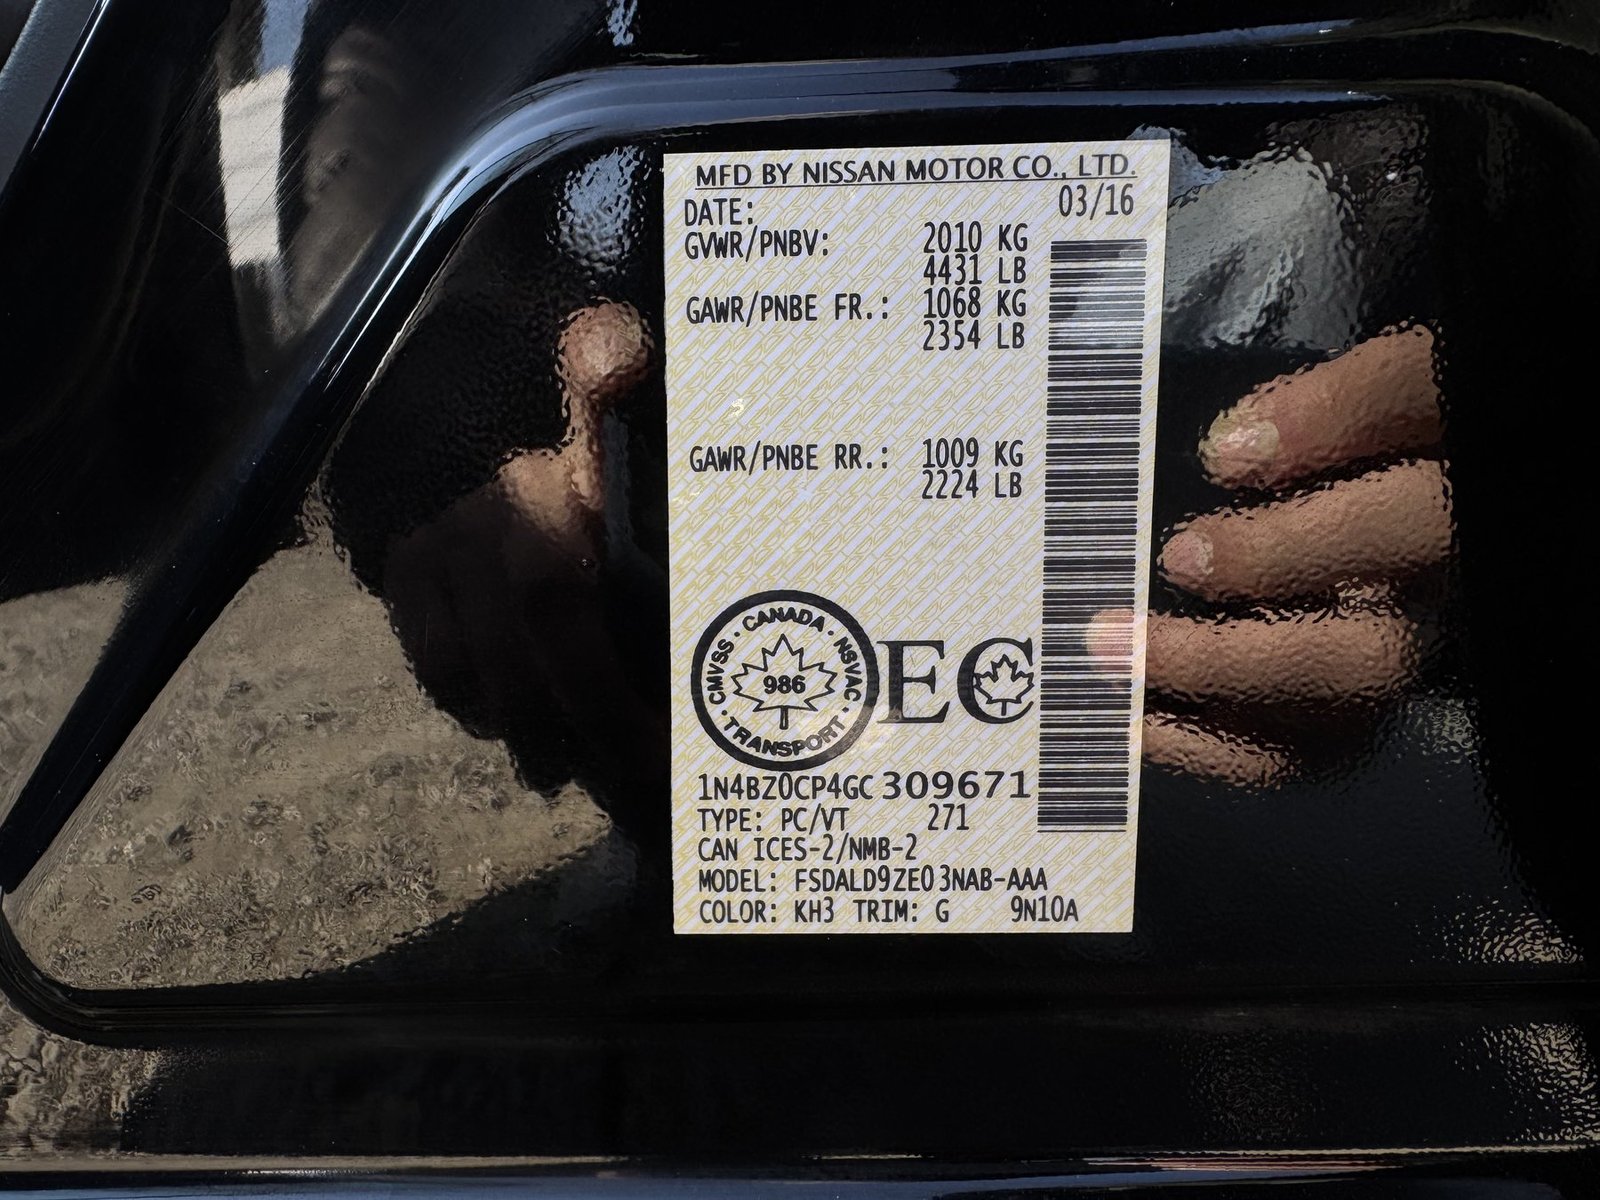 MFD BY NISSAN MOTOR CO., LTD.
DATE: 03/16
GVWR/PNBV: 2010 KG
4431 LB
GAWR/PNBE FR.: 1068 KG
2354 LB
GAWR/PNBE RR.: 1009 KG
2224 LB
CMVSS · CANADA · NSVAC · TRANSPORT ·
986
EC
1N4BZ0CP4GC309671
TYPE: PC/VT 271
CAN ICES-2/NMB-2
MODEL: FSDALD9ZE03NAB-AAA
COLOR: KH3 TRIM: G 9N10A